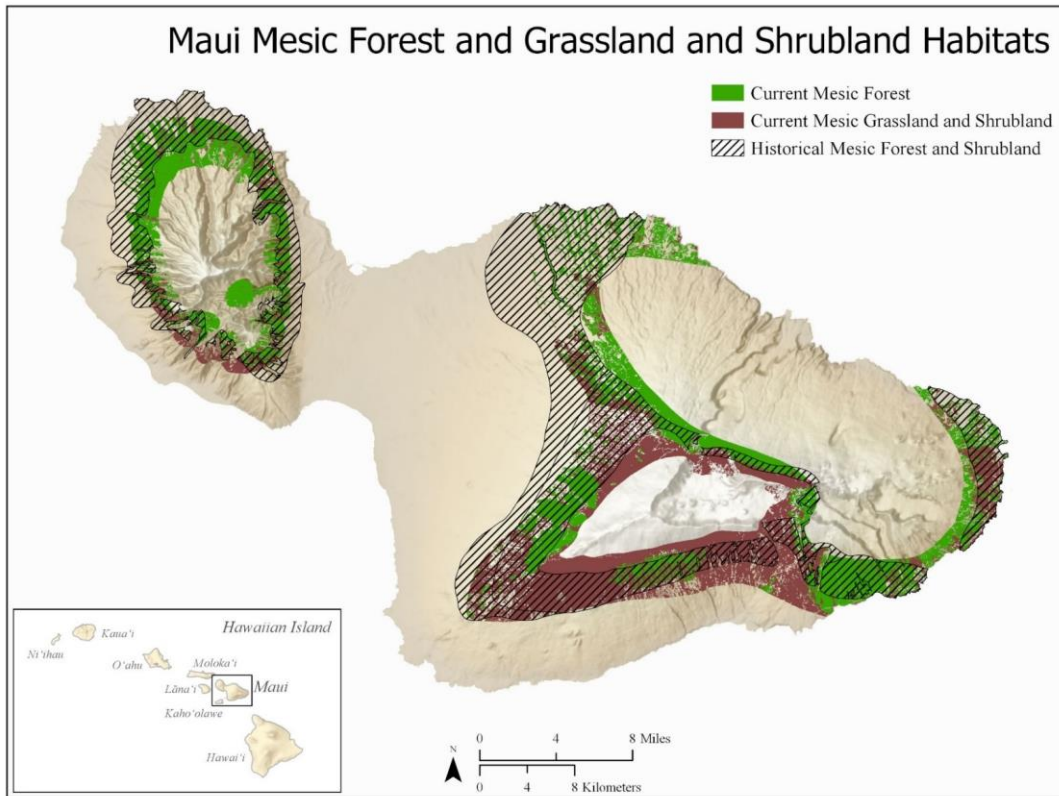 Maui Mesic Forest and Grassland and Shrubland Habitats
Current Mesic Forest
Current Mesic Grassland and Shrubland
Historical Mesic Forest and Shrubland
Hawaiian Island
Kaua'i
Ni'ihau
O'ahu
Moloka'i
Lāna'i
Maui
Kaho'olawe
Hawai'i
N
0 4 8 Miles
0 4 8 Kilometers